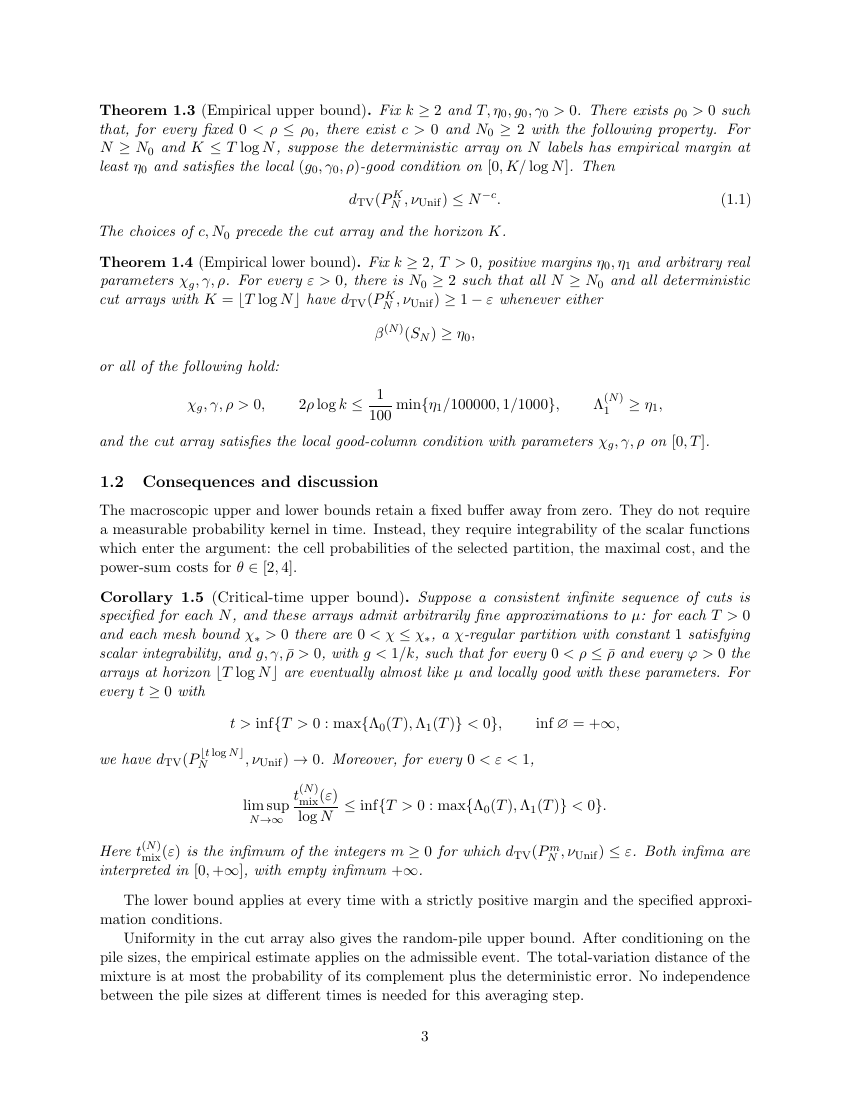 Theorem 1.3 (Empirical upper bound). Fix k ≥ 2 and T, η₀, g₀, γ₀ > 0. There exists ρ₀ > 0 such
that, for every fixed 0 < ρ ≤ ρ₀, there exist c > 0 and N₀ ≥ 2 with the following property. For
N ≥ N₀ and K ≤ T log N, suppose the deterministic array on N labels has empirical margin at
least η₀ and satisfies the local (g₀, γ₀, ρ)-good condition on [0, K/ log N]. Then
d_TV(P_N^K, ν_Unif) ≤ N^{−c}. (1.1)
The choices of c, N₀ precede the cut array and the horizon K.
Theorem 1.4 (Empirical lower bound). Fix k ≥ 2, T > 0, positive margins η₀, η₁ and arbitrary real
parameters χ_g, γ, ρ. For every ε > 0, there is N₀ ≥ 2 such that all N ≥ N₀ and all deterministic
cut arrays with K = ⌊T log N⌋ have d_TV(P_N^K, ν_Unif) ≥ 1 − ε whenever either
β^{(N)}(S_N) ≥ η₀,
or all of the following hold:
χ_g, γ, ρ > 0, 2ρ log k ≤ \frac{1}{100} min{η₁/100000, 1/1000}, Λ_1^{(N)} ≥ η₁,
and the cut array satisfies the local good-column condition with parameters χ_g, γ, ρ on [0, T].
1.2 Consequences and discussion
The macroscopic upper and lower bounds retain a fixed buffer away from zero. They do not require
a measurable probability kernel in time. Instead, they require integrability of the scalar functions
which enter the argument: the cell probabilities of the selected partition, the maximal cost, and the
power-sum costs for θ ∈ [2, 4].
Corollary 1.5 (Critical-time upper bound). Suppose a consistent infinite sequence of cuts is
specified for each N, and these arrays admit arbitrarily fine approximations to μ: for each T > 0
and each mesh bound χ_* > 0 there are 0 < χ ≤ χ_*, a χ-regular partition with constant 1 satisfying
scalar integrability, and g, γ, ρ̄ > 0, with g < 1/k, such that for every 0 < ρ ≤ ρ̄ and every φ > 0 the
arrays at horizon ⌊T log N⌋ are eventually almost like μ and locally good with these parameters. For
every t ≥ 0 with
t > inf{T > 0 : max{Λ₀(T), Λ₁(T)} < 0}, inf ∅ = +∞,
we have d_TV(P_N^{⌊t log N⌋}, ν_Unif) → 0. Moreover, for every 0 < ε < 1,
\limsup_{N→∞} \frac{t_{mix}^{(N)}(ε)}{log N} ≤ inf{T > 0 : max{Λ₀(T), Λ₁(T)} < 0}.
Here t_{mix}^{(N)}(ε) is the infimum of the integers m ≥ 0 for which d_TV(P_N^m, ν_Unif) ≤ ε. Both infima are
interpreted in [0, +∞], with empty infimum +∞.
The lower bound applies at every time with a strictly positive margin and the specified approxi-
mation conditions.
Uniformity in the cut array also gives the random-pile upper bound. After conditioning on the
pile sizes, the empirical estimate applies on the admissible event. The total-variation distance of the
mixture is at most the probability of its complement plus the deterministic error. No independence
between the pile sizes at different times is needed for this averaging step.
3